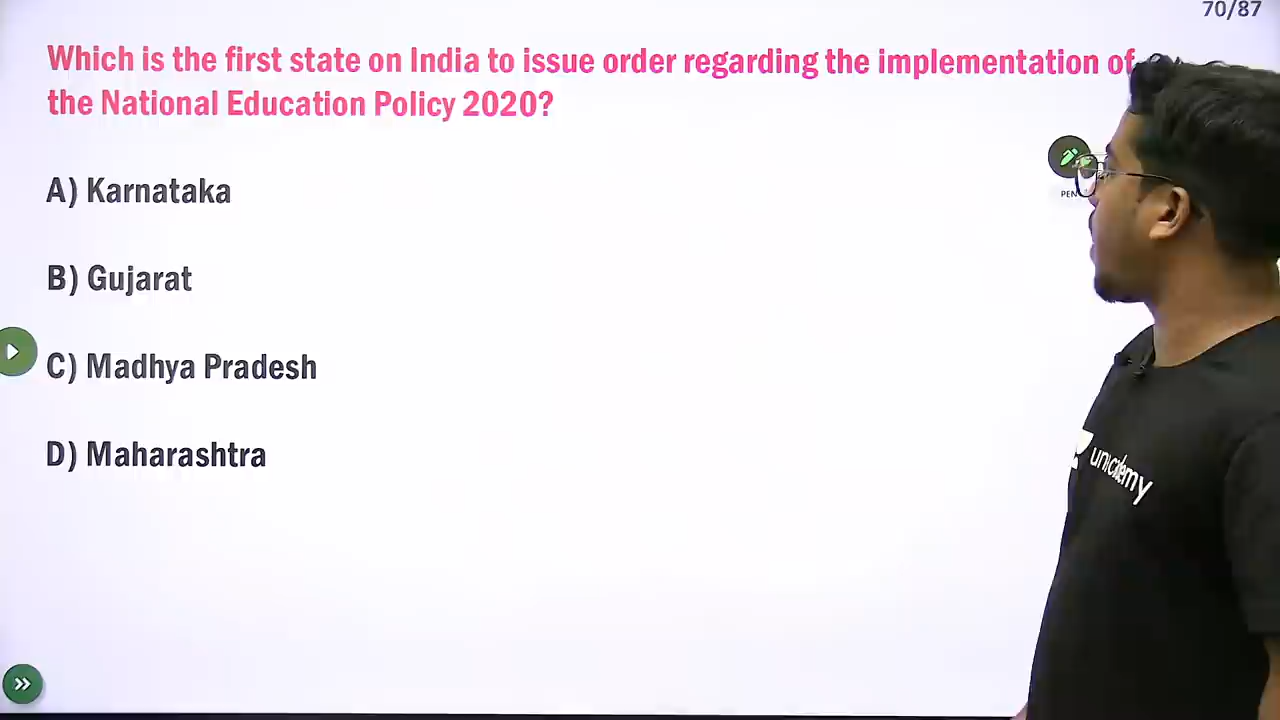 70/87
Which is the first state on India to issue order regarding the implementation of
the National Education Policy 2020?
A) Karnataka
PEN
B) Gujarat
C) Madhya Pradesh
D) Maharashtra
unacademy